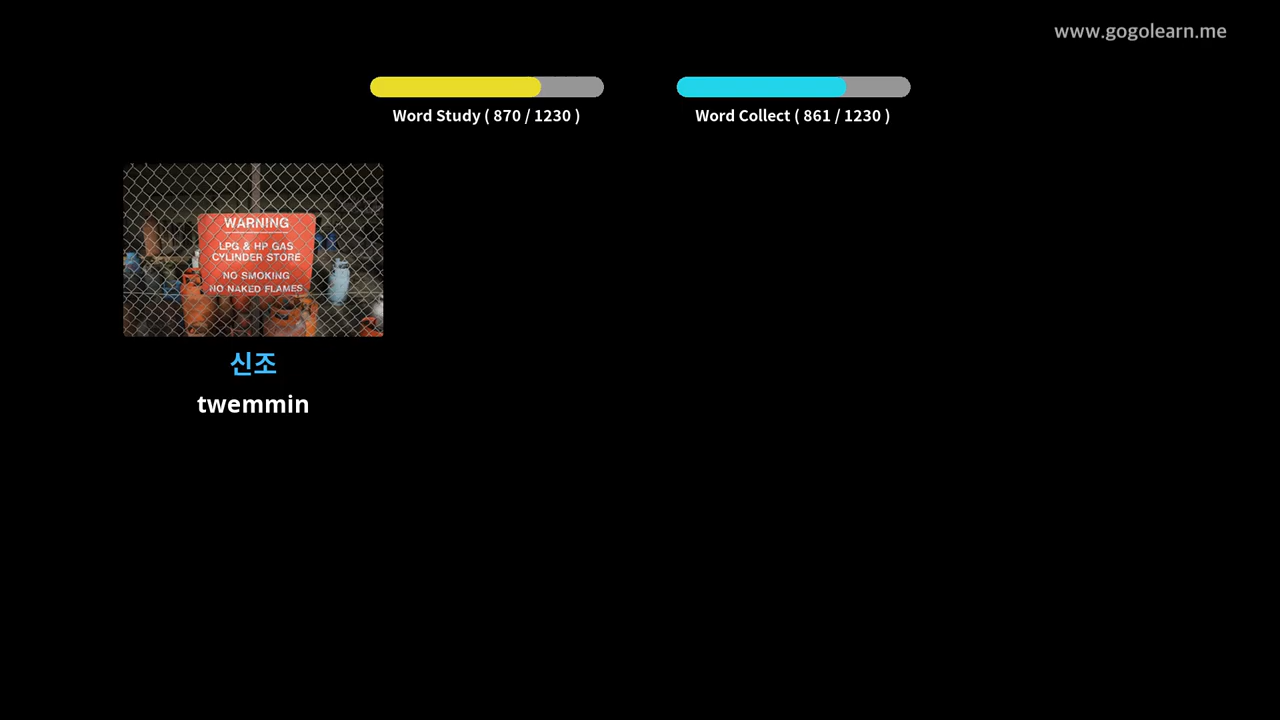 www.gogolearn.me
Word Study ( 870 / 1230 )
Word Collect ( 861 / 1230 )
WARNING
LPG & HP GAS
CYLINDER STORE
NO SMOKING
NO NAKED FLAMES
신조
twemmin